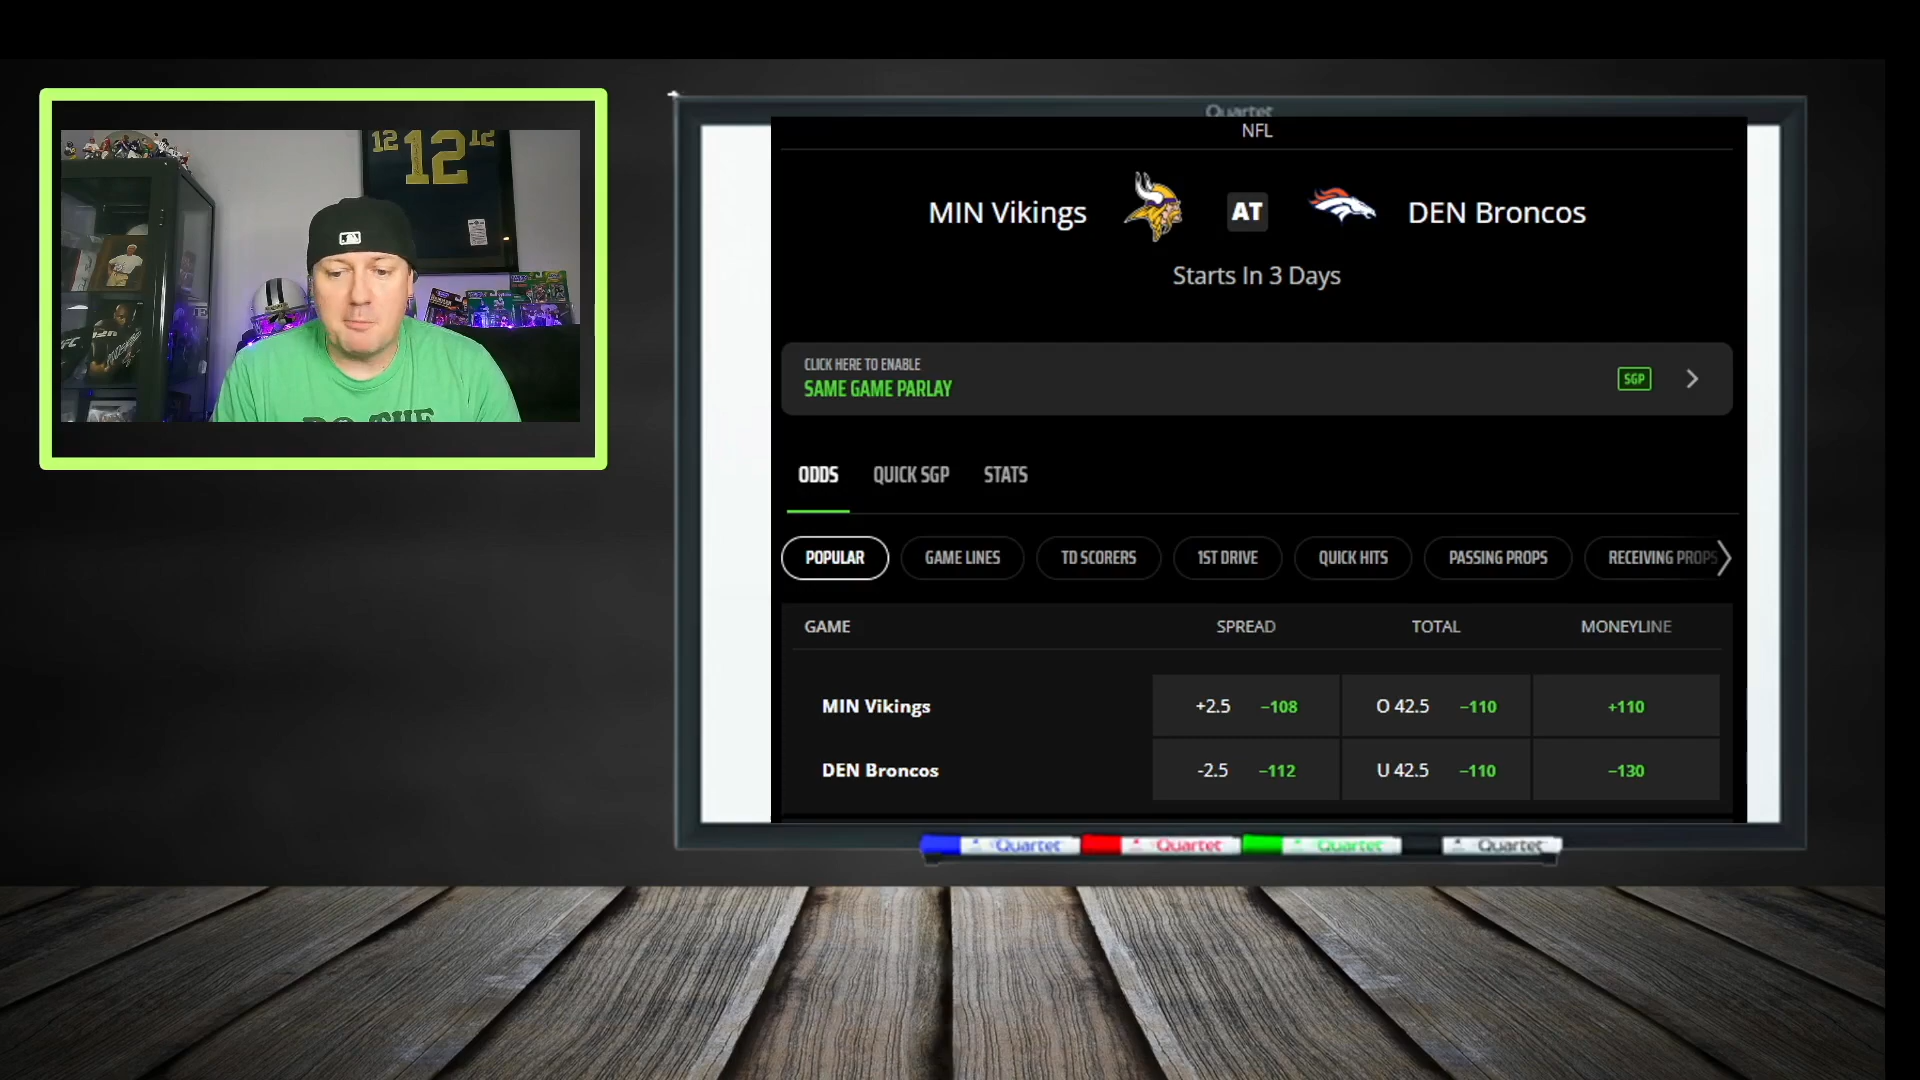 12 12 12
DO THE
Quartet
NFL
MIN Vikings AT DEN Broncos
Starts In 3 Days
CLICK HERE TO ENABLE
SAME GAME PARLAY SGP
ODDS QUICK SGP STATS
POPULAR GAME LINES TD SCORERS 1ST DRIVE QUICK HITS PASSING PROPS RECEIVING PROPS
GAME SPREAD TOTAL MONEYLINE
MIN Vikings +2.5 −108 O 42.5 −110 +110
DEN Broncos -2.5 −112 U 42.5 −110 −130
Quartet Quartet Quartet Quartet